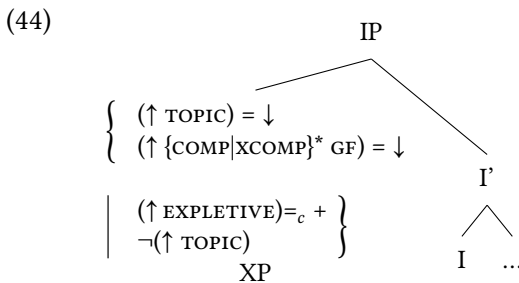 (44)
IP
{ (↑ TOPIC) = ↓
(↑ {COMP|XCOMP}* GF) = ↓
I’
| (↑ EXPLETIVE)=c + }
¬(↑ TOPIC)
XP
I ...